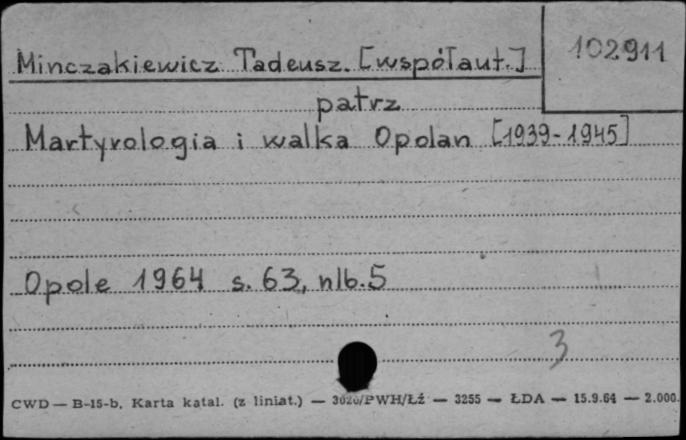 102911
Minczakiewicz Tadeusz. [współaut.]
patrz
Martyrologia i walka Opolan [1939-1945]
Opole 1964 s. 63, nlb. 5
3
CWD — B-15-b. Karta katal. (z liniat.) — 3020/PWH/Łż — 3255 — ŁDA — 15.9.64 — 2.000.